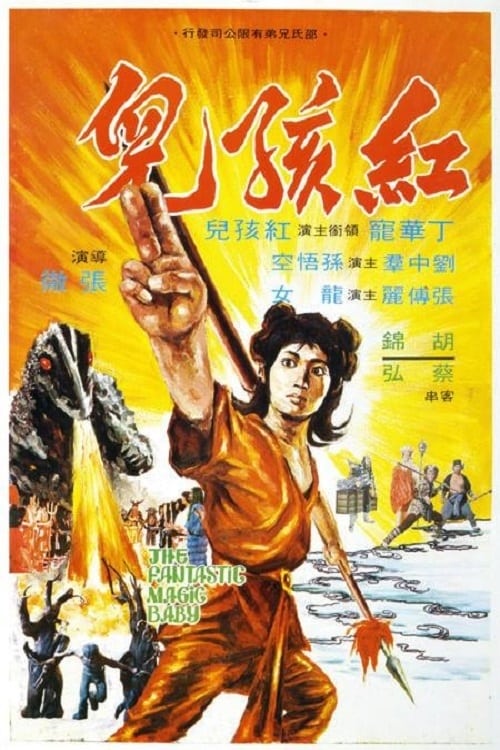 ·邵氏兄弟有限公司發行·
紅孩兒
丁華龍領銜主演紅孩兒
劉中羣主演孫悟空
張傅麗主演龍女
胡錦
蔡弘
客串
導演
張徹
THE
FANTASTIC
MAGIC
BABY